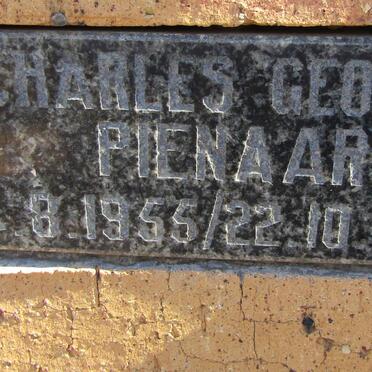 CHARLES GEO
PIENAAR
8 1955/22 10